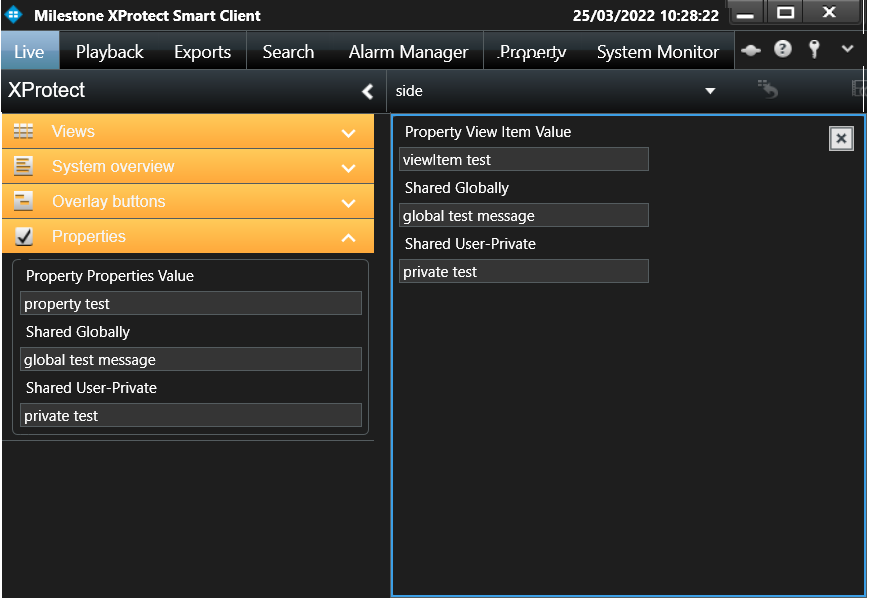 Milestone XProtect Smart Client 25/03/2022 10:28:22
Live Playback Exports Search Alarm Manager Property System Monitor
XProtect side
Views
System overview
Overlay buttons
Properties
Property Properties Value
property test
Shared Globally
global test message
Shared User-Private
private test
Property View Item Value
viewItem test
Shared Globally
global test message
Shared User-Private
private test